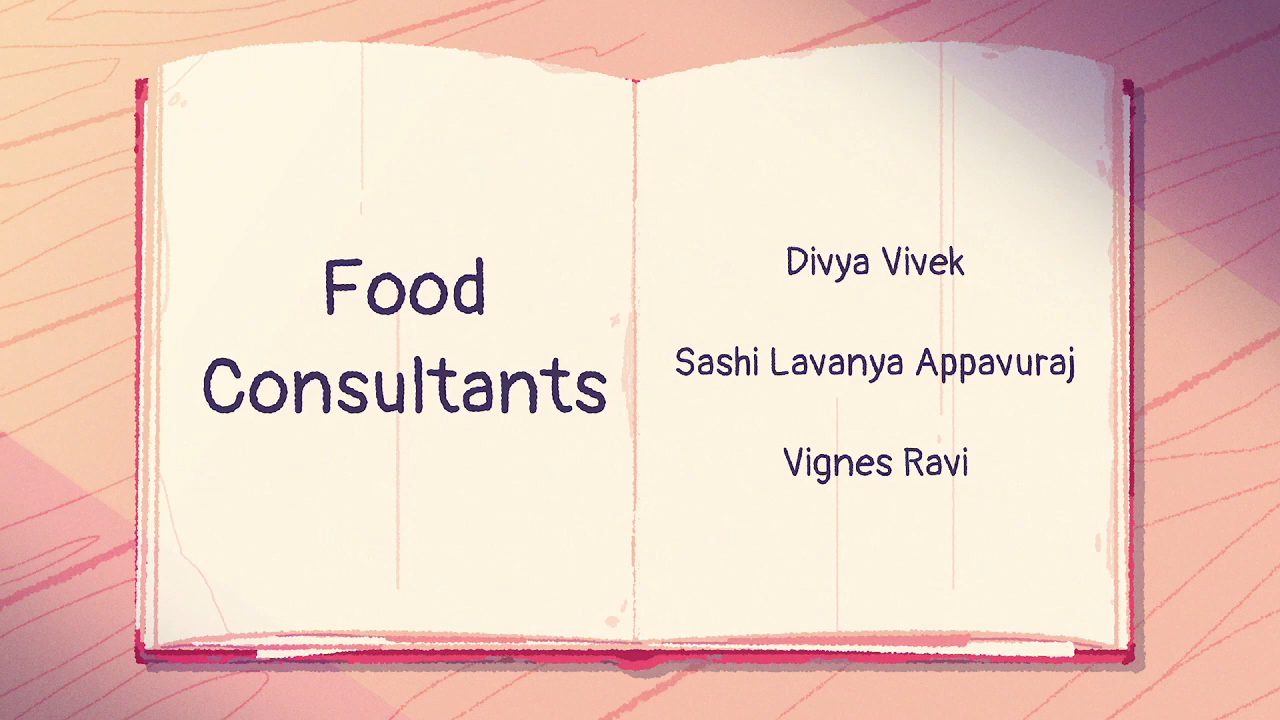 Food
Consultants
Divya Vivek
Sashi Lavanya Appavuraj
Vignes Ravi